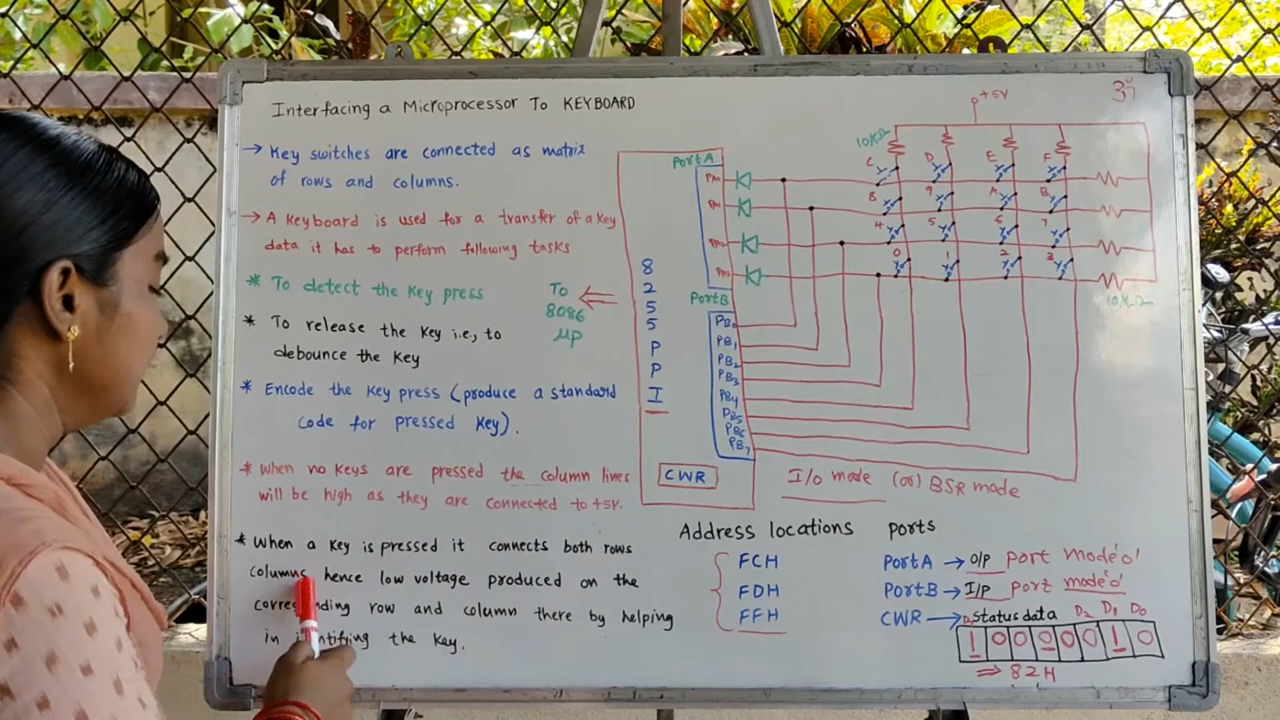 Interfacing a Microprocessor To KEYBOARD
ॐ
→ Key switches are connected as matrix
of rows and columns.
→ A Keyboard is used for a transfer of a key
data it has to perform following tasks
* To detect the Key press
* To release the Key i.e., to
debounce the Key
* Encode the Key press (produce a standard
Code for pressed Key).
* When no Keys are pressed the column lines
will be high as they are connected to +5V.
* When a Key is pressed it connects both rows
columns hence low voltage produced on the
row and column there by helping
in the Key.
To
8086
μP
8
2
5
5
P
P
I
CWR
Port A
PA0
Port B
PB0
PB1
PB2
PB3
PB4
PB5
PB6
PB7
+5V
10KΩ
C D E F
8 9 A B
4 5 6 7
0 1 2 3
10KΩ
I/O mode (or) BSR mode
Address locations ports
FCH Port A → O/P port mode '0'
FDH Port B → I/P port mode '0'
FFH CWR → status data D2 D1 D0
1 0 0 0 0 0 1 0
⇒ 82H